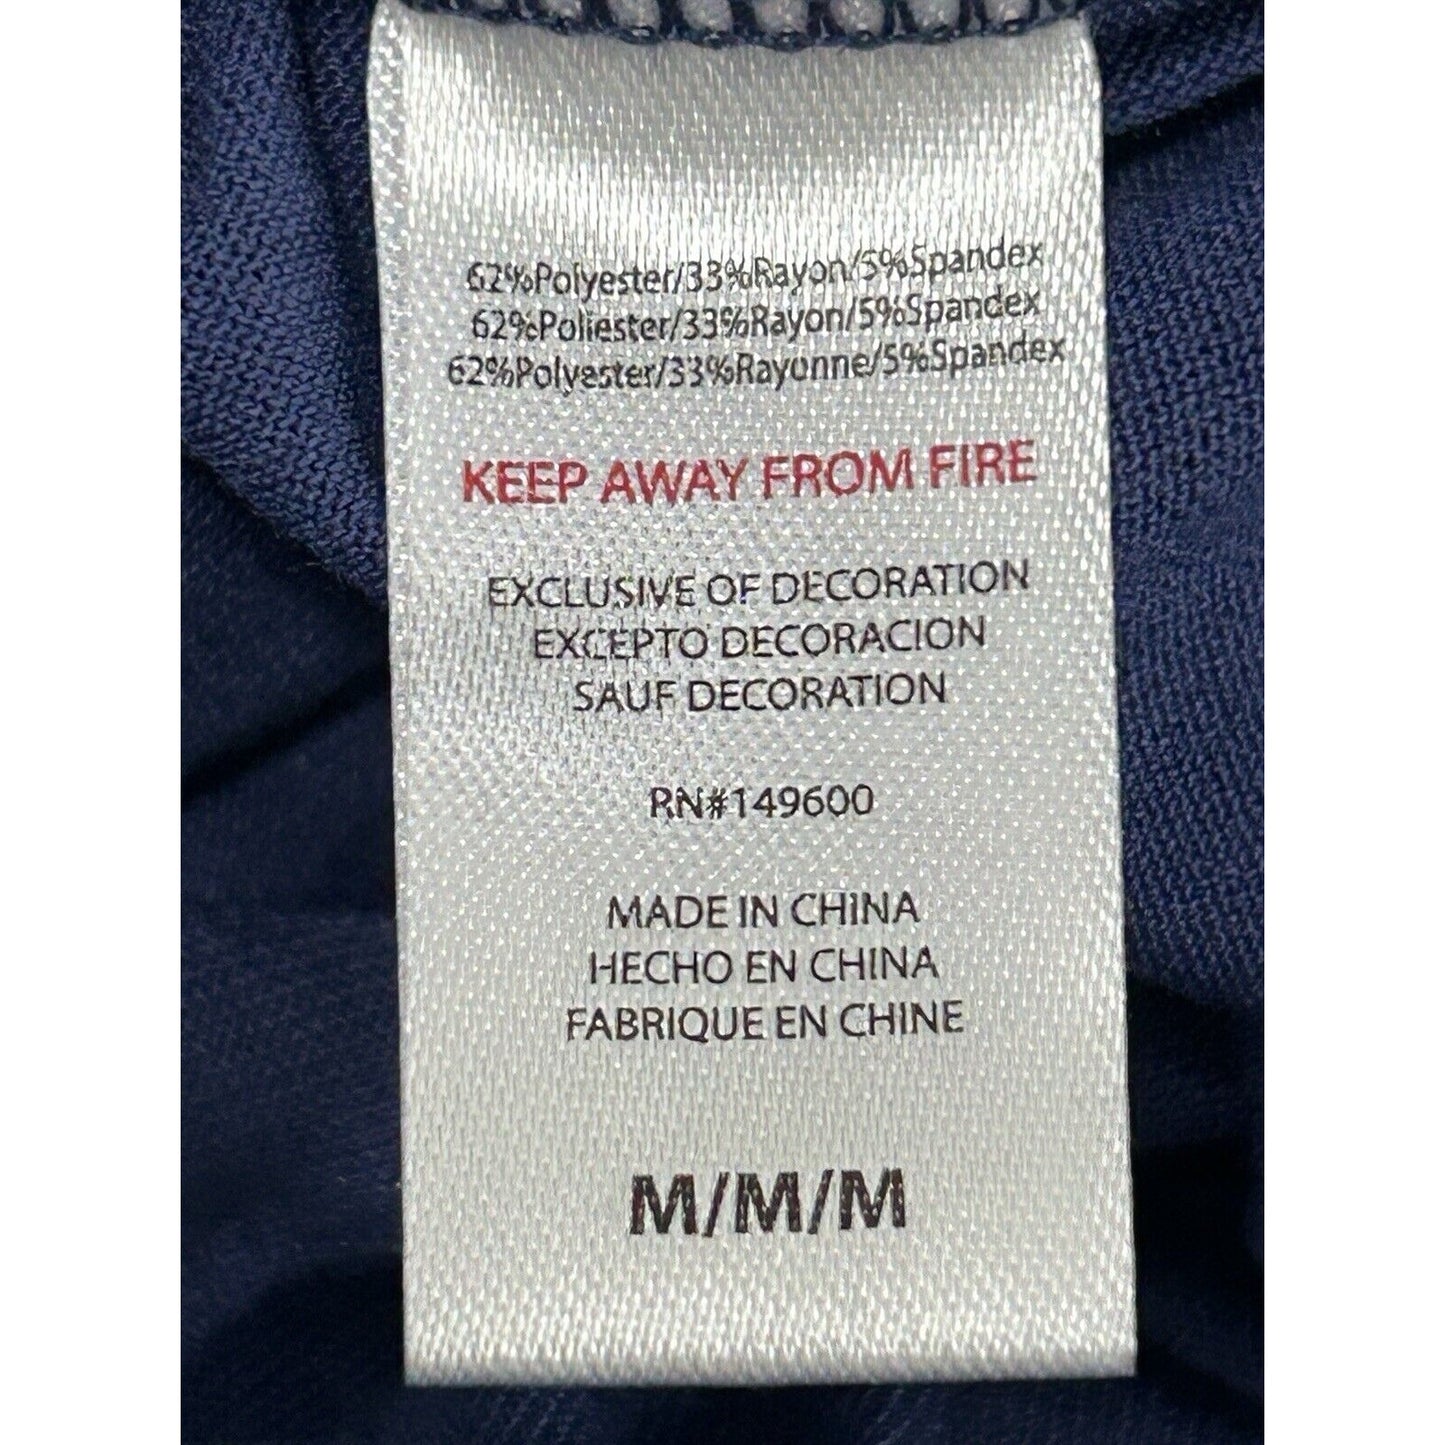 62%Polyester/33%Rayon/5%Spandex
62%Poliester/33%Rayon/5%Spandex
62%Polyester/33%Rayonne/5%Spandex
KEEP AWAY FROM FIRE
EXCLUSIVE OF DECORATION
EXCEPTO DECORACION
SAUF DECORATION
RN#149600
MADE IN CHINA
HECHO EN CHINA
FABRIQUE EN CHINE
M/M/M